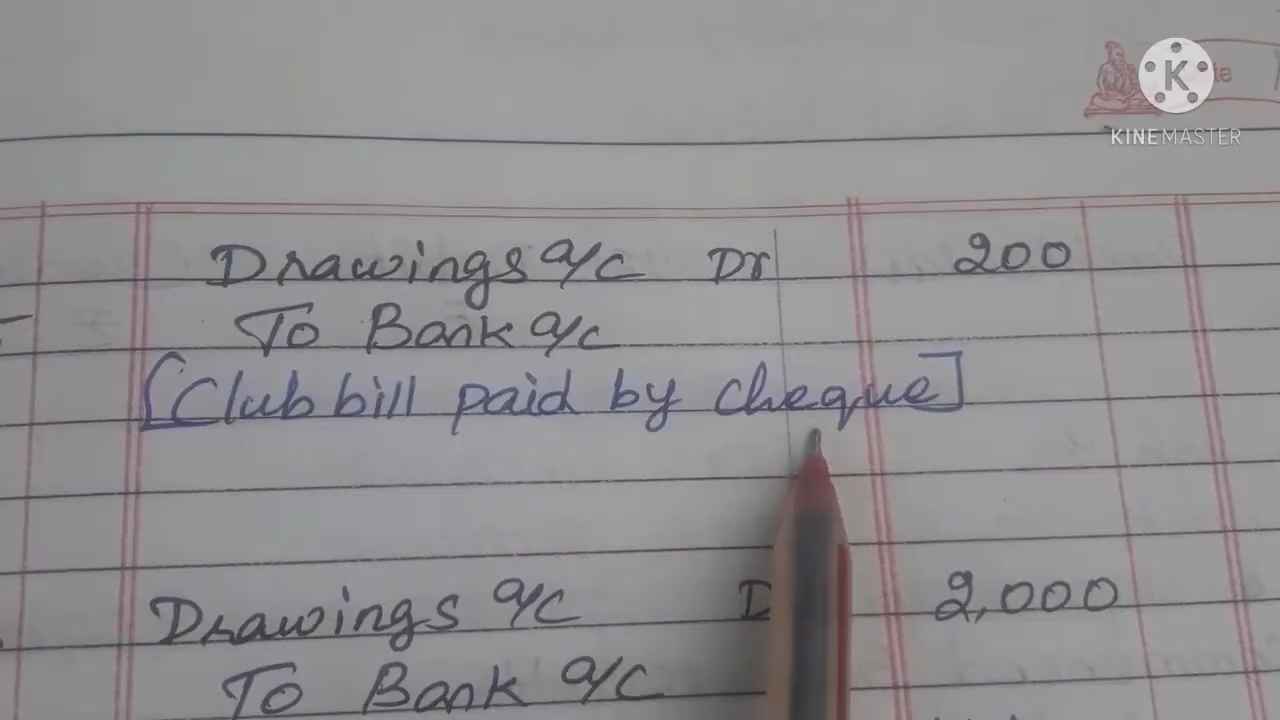 KINEMASTER
Drawings a/c Dr 200
To Bank a/c
[Club bill paid by cheque]
Drawings a/c D 2,000
To Bank a/c